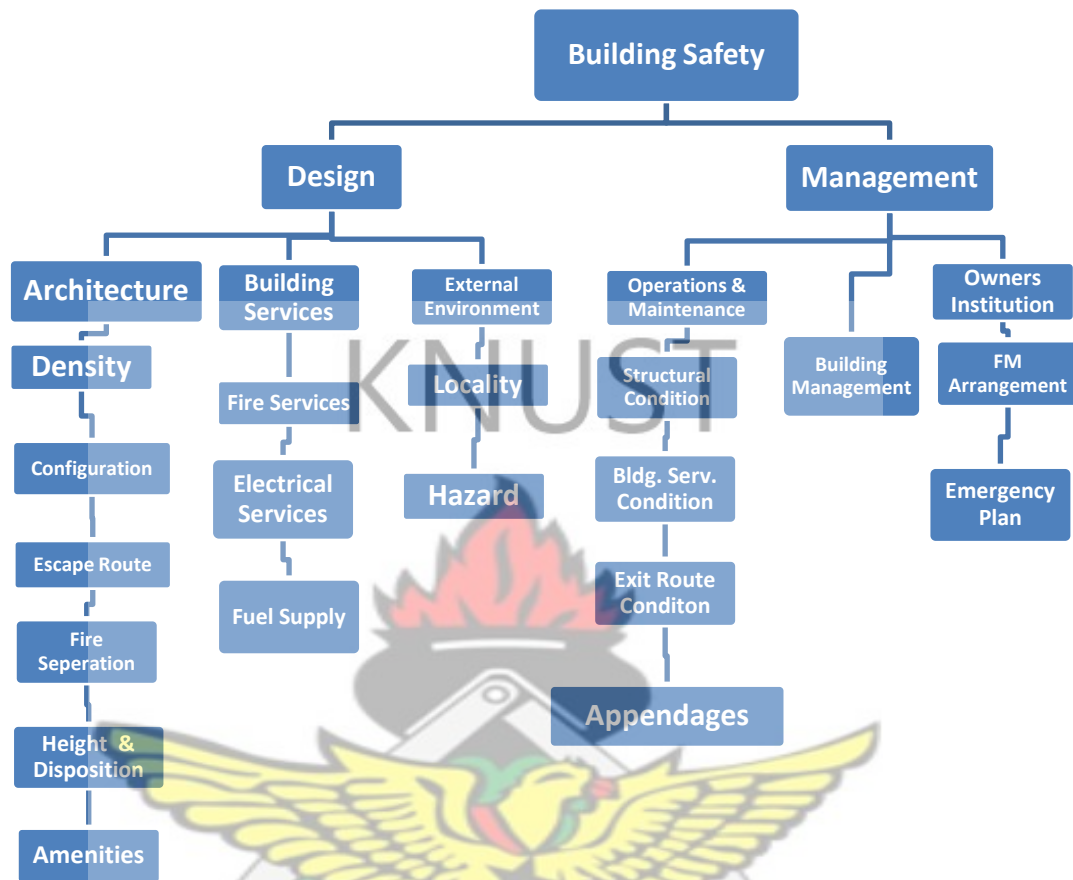 Building Safety
Design
Management
Architecture
Density
Configuration
Escape Route
Fire
Seperation
Height &
Disposition
Amenities
Building
Services
Fire Services
Electrical
Services
Fuel Supply
External
Environment
Locality
Hazard
Operations &
Maintenance
Structural
Condition
Bldg. Serv.
Condition
Exit Route
Conditon
Appendages
Building
Management
Owners
Institution
FM
Arrangement
Emergency
Plan
KNUST